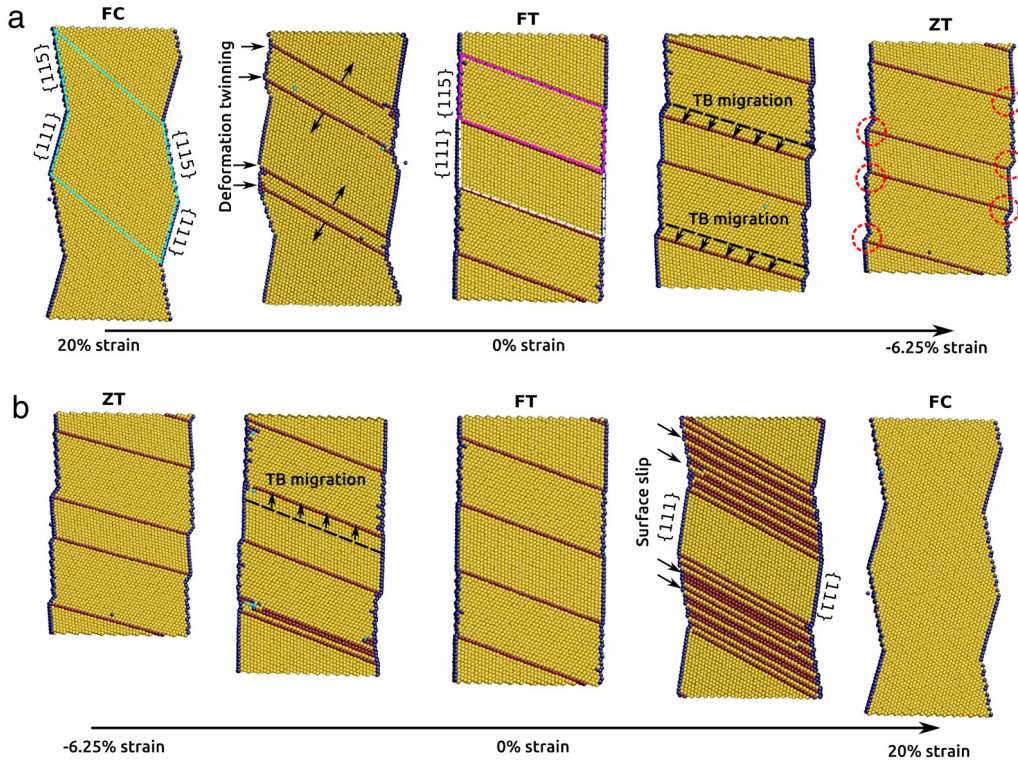 a
FC
FT
ZT
{115}
{111}
{115}
{111}
Deformation twinning
{111} {115}
TB migration
TB migration
20% strain
0% strain
-6.25% strain
b
ZT
FT
FC
TB migration
Surface slip
{111}
{111}
-6.25% strain
0% strain
20% strain